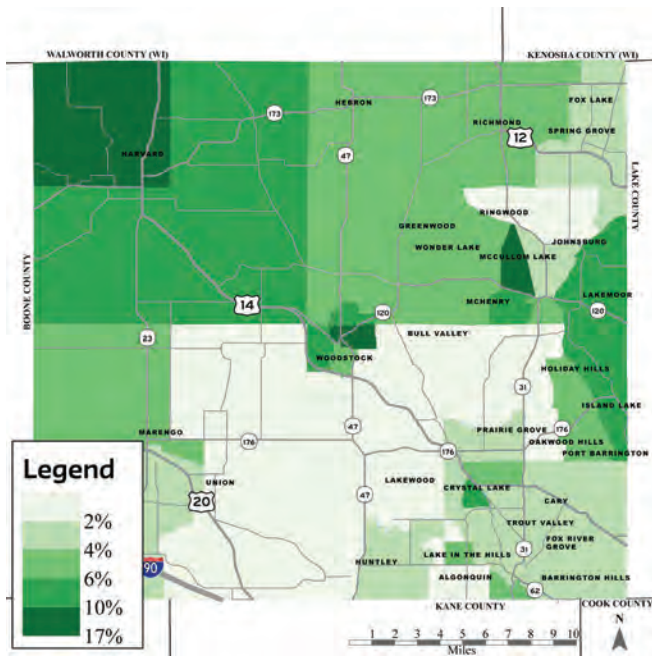 WALWORTH COUNTY (WI)
KENOSHA COUNTY (WI)
FOX LAKE
173
HEBRON
173
RICHMOND
12
SPRING GROVE
HARVARD
47
LAKE COUNTY
RINGWOOD
GREENWOOD
WONDER LAKE
JOHNSBURG
MCCULLOM LAKE
BOONE COUNTY
14
MCHENRY
LAKEMOOR
120
120
23
BULL VALLEY
WOODSTOCK
HOLIDAY HILLS
31
ISLAND LAKE
MARENGO
176
47
PRAIRIE GROVE
176
OAKWOOD HILLS
176
PORT BARRINGTON
Legend
2%
4%
6%
10%
17%
UNION
20
LAKEWOOD
47
CRYSTAL LAKE
CARY
TROUT VALLEY
FOX RIVER
GROVE
31
90
HUNTLEY
LAKE IN THE HILLS
ALGONQUIN
BARRINGTON HILLS
62
KANE COUNTY
COOK COUNTY
1 2 3 4 5 6 7 8 9 10
Miles
N